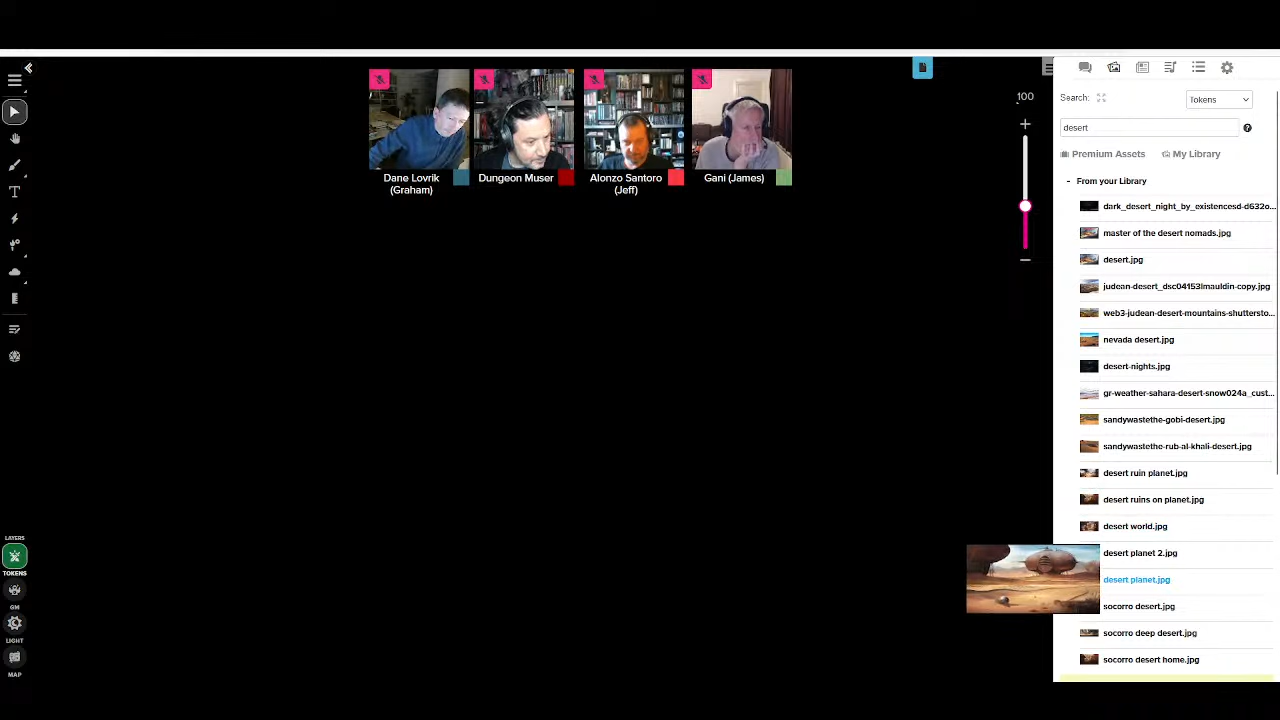 Dane Lovrik
(Graham)
Dungeon Muser
Alonzo Santoro
(Jeff)
Gani (James)
100
Search:
Tokens
desert
Premium Assets
My Library
From your Library
dark_desert_night_by_existencesd-d632o...
master of the desert nomads.jpg
desert.jpg
judean-desert_dsc04153lmauldin-copy.jpg
web3-judean-desert-mountains-shuttersto...
nevada desert.jpg
desert-nights.jpg
gr-weather-sahara-desert-snow024a_cust...
sandywastethe-gobi-desert.jpg
sandywastethe-rub-al-khali-desert.jpg
desert ruin planet.jpg
desert ruins on planet.jpg
desert world.jpg
desert planet 2.jpg
desert planet.jpg
socorro desert.jpg
socorro deep desert.jpg
socorro desert home.jpg
LAYERS
TOKENS
GM
LIGHT
MAP